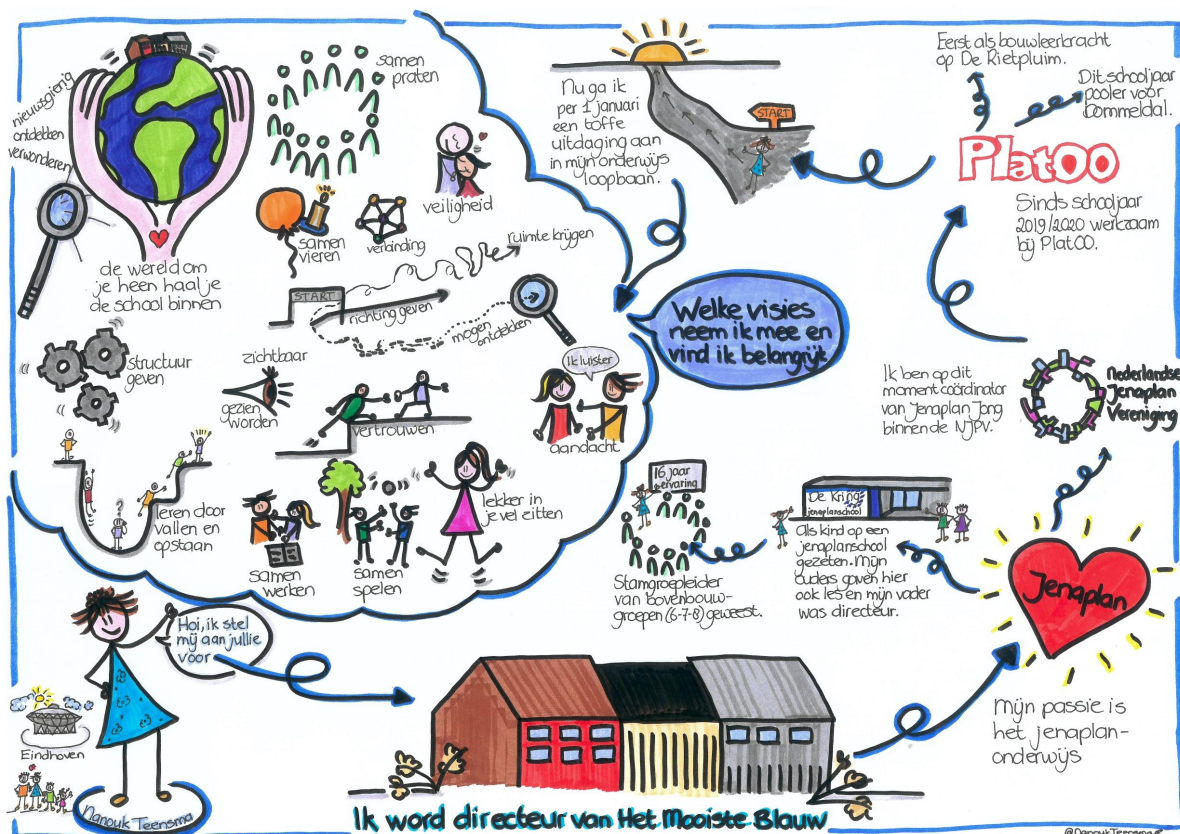 Hoi, ik stel
mij aan jullie
voor
Eindhoven
Nanouk Teensma
Ik word directeur van Het Mooiste Blauw
Jenaplan
Mijn passie is
het jenaplan-
onderwijs
De Kring
jenaplanschool
Als kind op een
jenaplanschool
gezeten. Mijn
ouders gaven hier
ook les en mijn vader
was directeur.
16 jaar
ervaring
Stamgroepleider
van bovenbouw-
groepen (6-7-8) geweest.
Nederlandse
Jenaplan
Vereniging
Ik ben op dit
moment coördinator
van Jenaplan Jong
binnen de NJPV.
PlatOO
Sinds schooljaar
2019/2020 werkzaam
bij PlatOO.
Eerst als bouwleerkracht
op De Rietpluim.
Dit schooljaar
pooler voor
Dommeldal.
Nu ga ik
per 1 januari
een toffe
uitdaging aan
in mijn onderwijs
loopbaan.
START
Welke visies
neem ik mee en
vind ik belangrijk
nieuwsgierig
ontdekken
verwonderen
de wereld om
je heen haal je
de school binnen
samen
praten
veiligheid
samen
vieren
verbinding
START
ruimte krijgen
richting geven
mogen
ontdekken
structuur
geven
zichtbaar
gezien
worden
vertrouwen
Ik luister
aandacht
?
leren door
vallen en
opstaan
samen
werken
samen
spelen
lekker in
je vel zitten
@NanoukTeensma